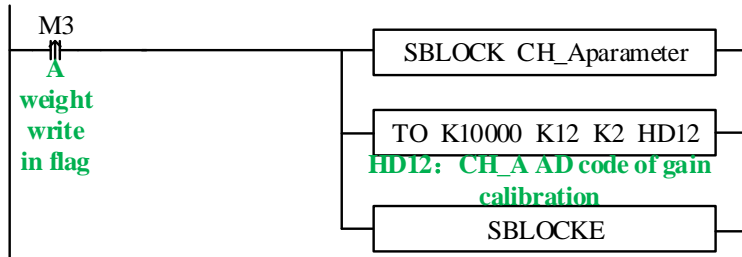 M3
A
weight
write
in flag
SBLOCK CH_Aparameter
TO K10000 K12 K2 HD12
HD12：CH_A AD code of gain
calibration
SBLOCKE